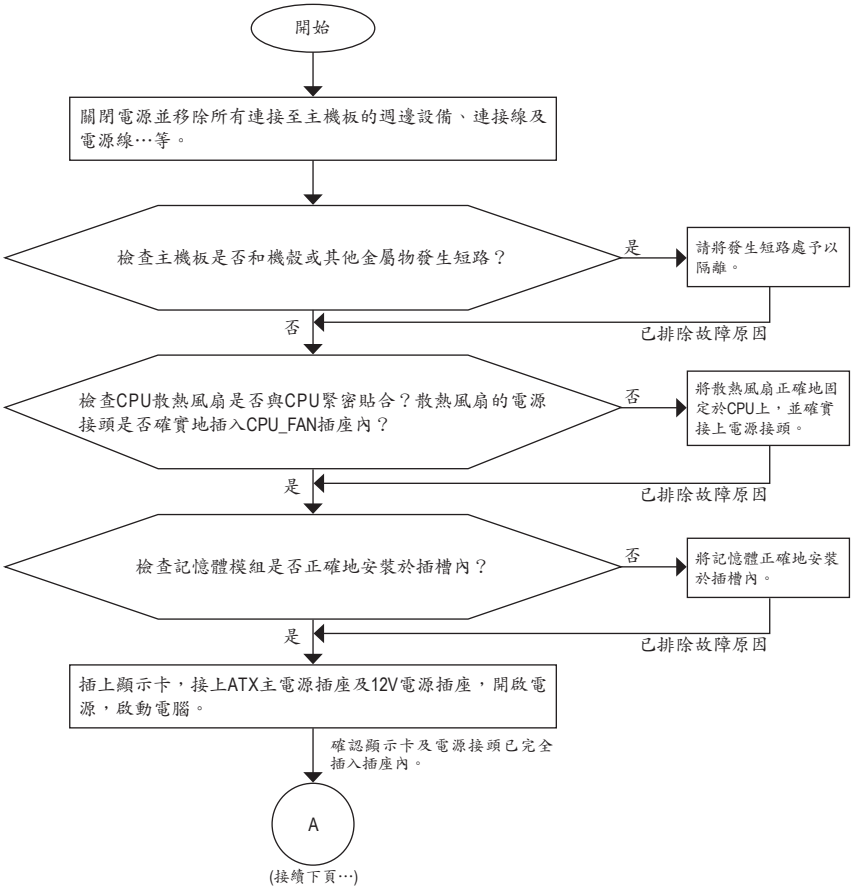 開始
關閉電源並移除所有連接至主機板的週邊設備、連接線及
電源線…等。
檢查主機板是否和機殼或其他金屬物發生短路？
是
請將發生短路處予以
隔離。
否
已排除故障原因
檢查CPU散熱風扇是否與CPU緊密貼合？散熱風扇的電源
接頭是否確實地插入CPU_FAN插座內？
否
將散熱風扇正確地固
定於CPU上，並確實
接上電源接頭。
是
已排除故障原因
檢查記憶體模組是否正確地安裝於插槽內？
否
將記憶體正確地安裝
於插槽內。
是
已排除故障原因
插上顯示卡，接上ATX主電源插座及12V電源插座，開啟電
源，啟動電腦。
確認顯示卡及電源接頭已完全
插入插座內。
A
(接續下頁…)